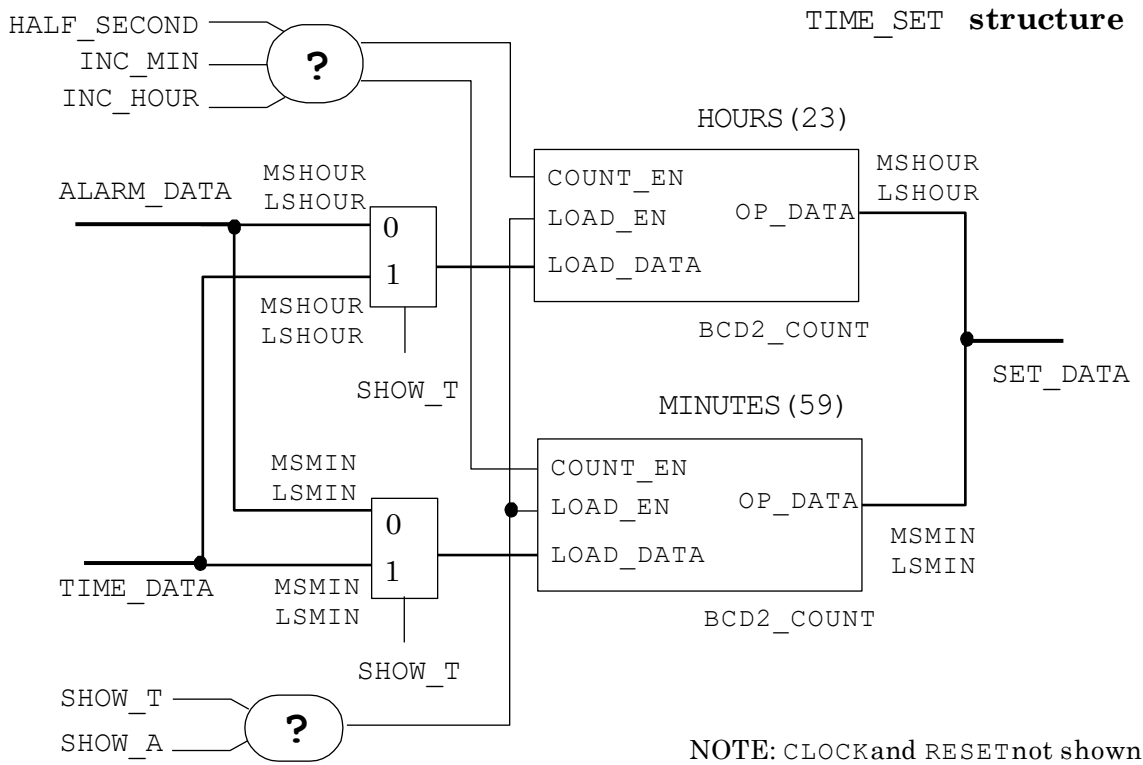 TIME_SET structure
HALF_SECOND
INC_MIN
INC_HOUR
?
HOURS(23)
ALARM_DATA
MSHOUR
LSHOUR
0
1
MSHOUR
LSHOUR
SHOW_T
COUNT_EN
LOAD_EN
LOAD_DATA
OP_DATA
MSHOUR
LSHOUR
BCD2_COUNT
SET_DATA
MINUTES(59)
MSMIN
LSMIN
0
1
TIME_DATA
MSMIN
LSMIN
SHOW_T
COUNT_EN
LOAD_EN
LOAD_DATA
OP_DATA
MSMIN
LSMIN
BCD2_COUNT
SHOW_T
SHOW_A
?
NOTE: CLOCKand RESETnot shown